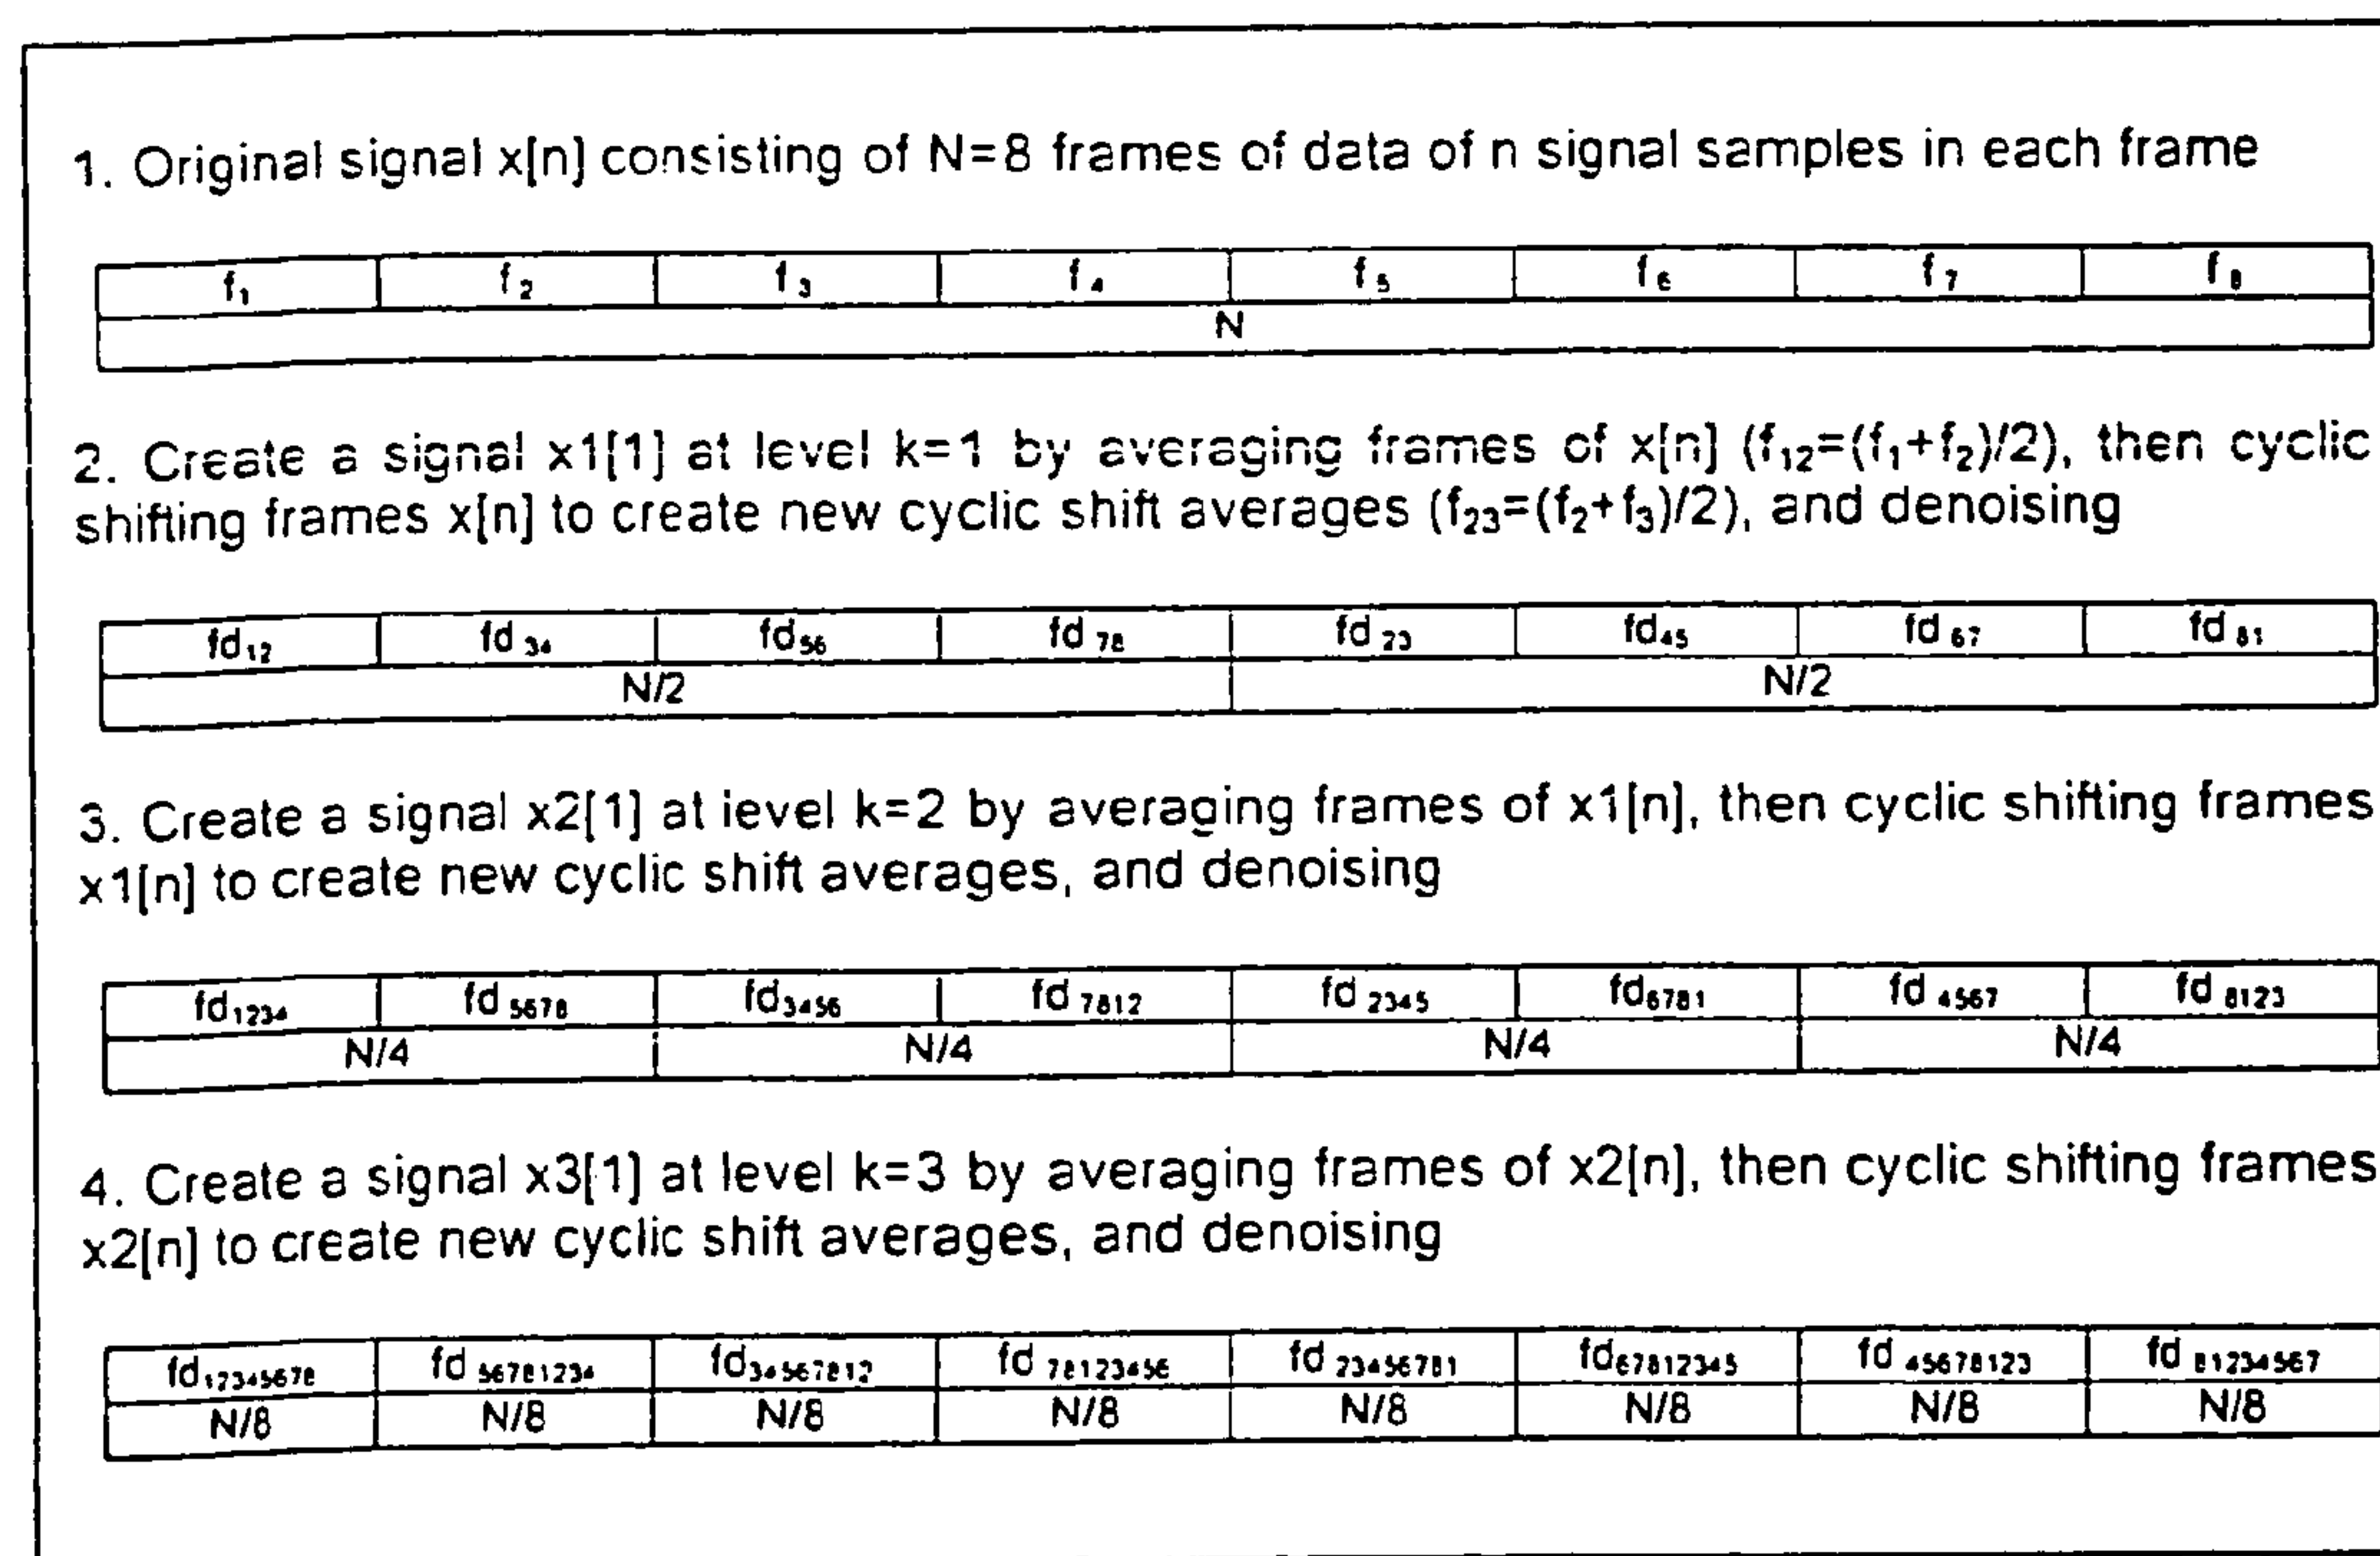 1. Original signal x[n] consisting of N=8 frames of data of n signal samples in each frame
f₁ f₂ f₃ f₄ f₅ f₆ f₇ f₈
N
2. Create a signal x1[1] at level k=1 by averaging frames of x[n] (f₁₂=(f₁+f₂)/2), then cyclic
shifting frames x[n] to create new cyclic shift averages (f₂₃=(f₂+f₃)/2), and denoising
fd₁₂ fd₃₄ fd₅₆ fd₇₈ fd₂₃ fd₄₅ fd₆₇ fd₈₁
N/2 N/2
3. Create a signal x2[1] at level k=2 by averaging frames of x1[n], then cyclic shifting frames
x1[n] to create new cyclic shift averages, and denoising
fd₁₂₃₄ fd₅₆₇₈ fd₃₄₅₆ fd₇₈₁₂ fd₂₃₄₅ fd₆₇₈₁ fd₄₅₆₇ fd₈₁₂₃
N/4 N/4 N/4 N/4
4. Create a signal x3[1] at level k=3 by averaging frames of x2[n], then cyclic shifting frames
x2[n] to create new cyclic shift averages, and denoising
fd₁₂₃₄₅₆₇₈ fd₅₆₇₈₁₂₃₄ fd₃₄₅₆₇₈₁₂ fd₇₈₁₂₃₄₅₆ fd₂₃₄₅₆₇₈₁ fd₆₇₈₁₂₃₄₅ fd₄₅₆₇₈₁₂₃ fd₈₁₂₃₄₅₆₇
N/8 N/8 N/8 N/8 N/8 N/8 N/8 N/8